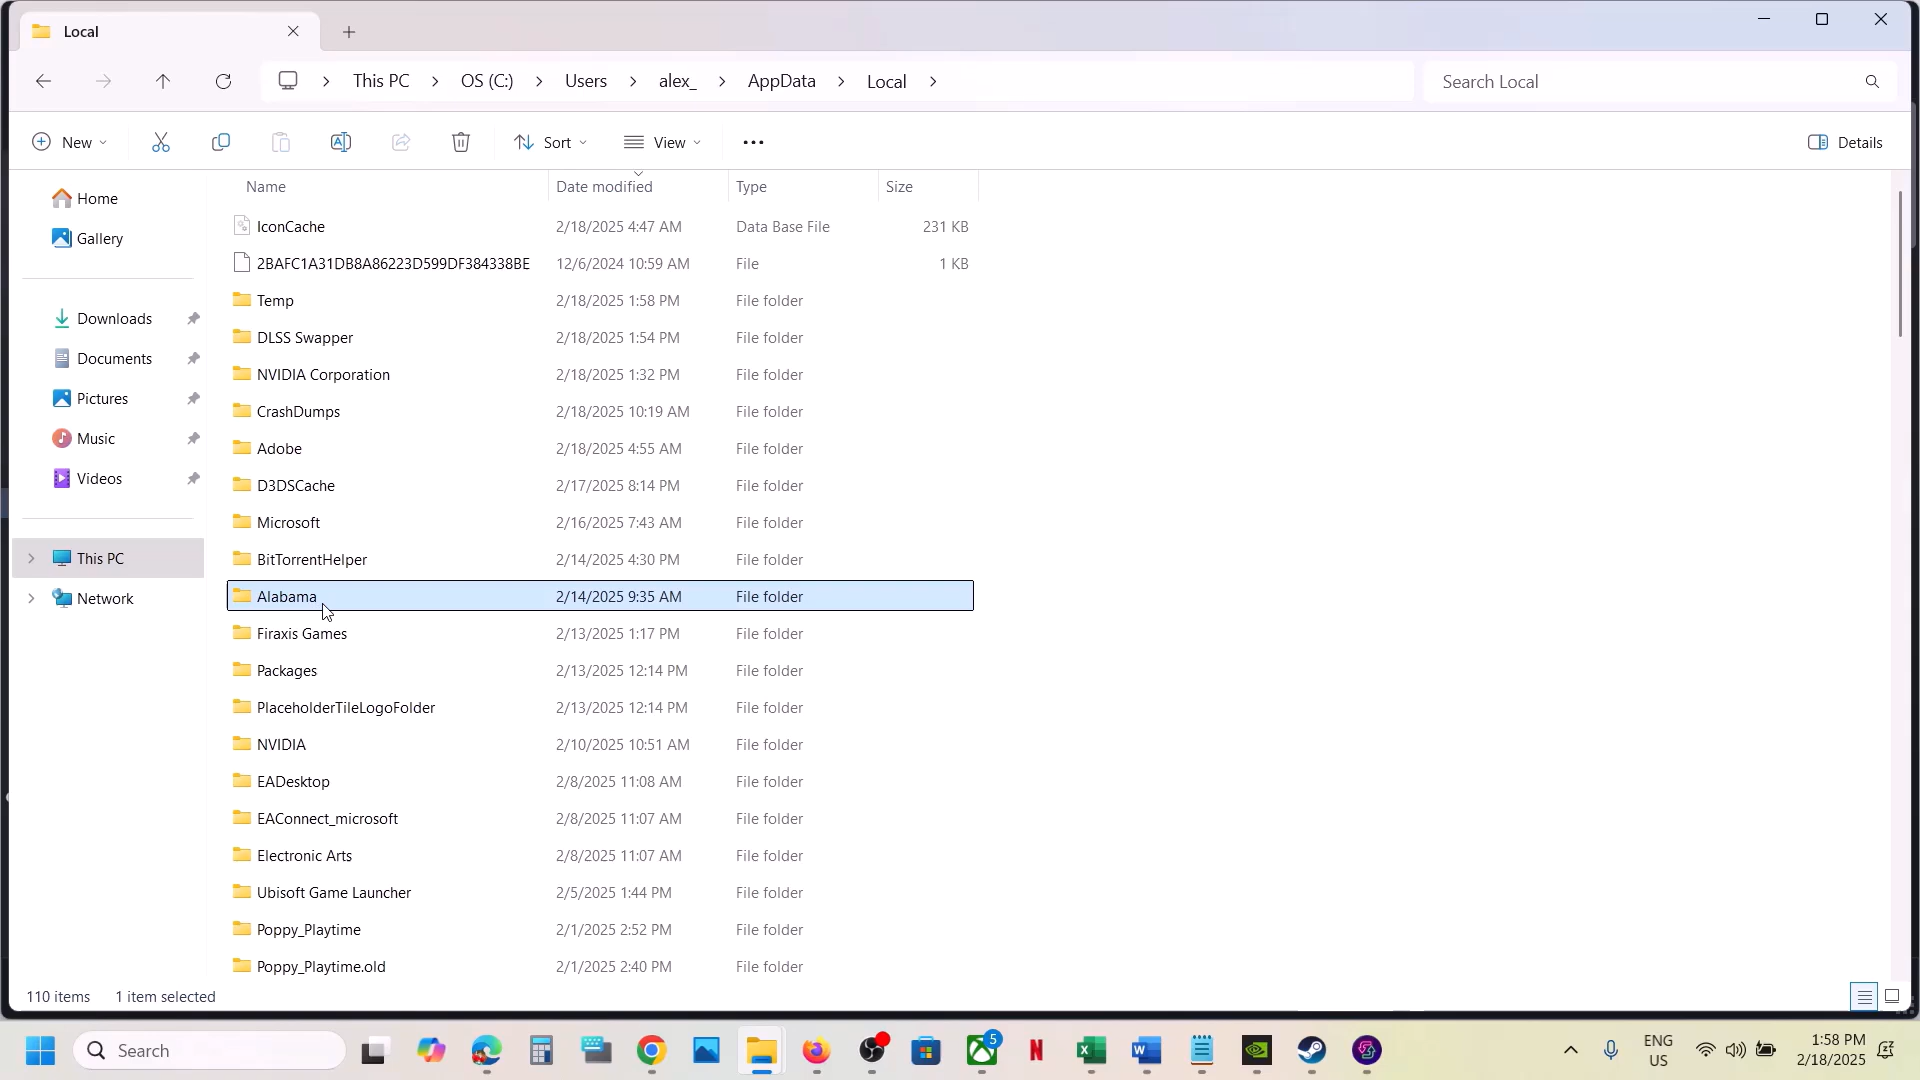 Local
This PC
OS (C:)
Users
alex_
AppData
Local
Search Local
New
Sort
View
Details
Name
Date modified
Type
Size
Home
Gallery
Downloads
Documents
Pictures
Music
Videos
This PC
Network
IconCache 2/18/2025 4:47 AM Data Base File 231 KB
2BAFC1A31DB8A86223D599DF384338BE 12/6/2024 10:59 AM File 1 KB
Temp 2/18/2025 1:58 PM File folder
DLSS Swapper 2/18/2025 1:54 PM File folder
NVIDIA Corporation 2/18/2025 1:32 PM File folder
CrashDumps 2/18/2025 10:19 AM File folder
Adobe 2/18/2025 4:55 AM File folder
D3DSCache 2/17/2025 8:14 PM File folder
Microsoft 2/16/2025 7:43 AM File folder
BitTorrentHelper 2/14/2025 4:30 PM File folder
Alabama 2/14/2025 9:35 AM File folder
Firaxis Games 2/13/2025 1:17 PM File folder
Packages 2/13/2025 12:14 PM File folder
PlaceholderTileLogoFolder 2/13/2025 12:14 PM File folder
NVIDIA 2/10/2025 10:51 AM File folder
EADesktop 2/8/2025 11:08 AM File folder
EAConnect_microsoft 2/8/2025 11:07 AM File folder
Electronic Arts 2/8/2025 11:07 AM File folder
Ubisoft Game Launcher 2/5/2025 1:44 PM File folder
Poppy_Playtime 2/1/2025 2:52 PM File folder
Poppy_Playtime.old 2/1/2025 2:40 PM File folder
110 items
1 item selected
Search
5
ENG
US
1:58 PM
2/18/2025